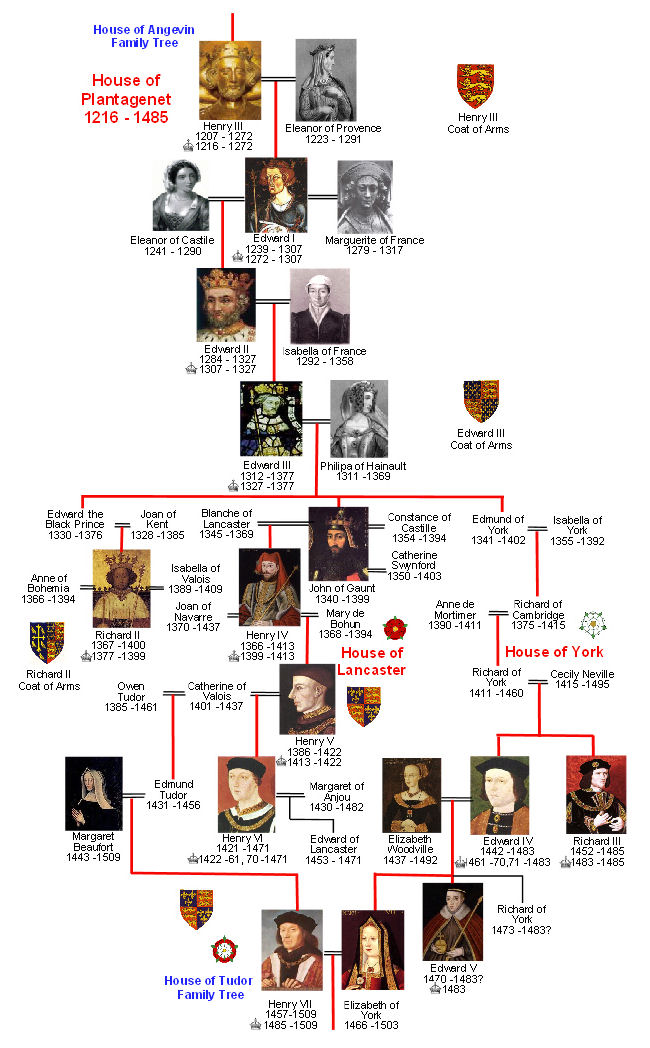 House of Angevin
Family Tree
House of
Plantagenet
1216 - 1485
Henry III
1207 - 1272
1216 - 1272
Eleanor of Provence
1223 - 1291
Henry III
Coat of Arms
Eleanor of Castile
1241 - 1290
Edward I
1239 - 1307
1272 - 1307
Marguerite of France
1279 - 1317
Edward II
1284 - 1327
1307 - 1327
Isabella of France
1292 - 1358
Edward III
1312 -1377
1327 -1377
Philipa of Hainault
1311 -1369
Edward III
Coat of Arms
Edward the
Black Prince
1330 -1376
Joan of
Kent
1328 -1385
Blanche of
Lancaster
1345 -1369
John of Gaunt
1340 -1399
Constance of
Castille
1354 -1394
Catherine
Swynford
1350 -1403
Edmund of
York
1341 -1402
Isabella of
York
1355 -1392
Anne of
Bohemia
1366 -1394
Richard II
1367 -1400
1377 -1399
Isabella of
Valois
1389 -1409
Joan of
Navarre
1370 -1437
Henry IV
1366 -1413
1399 -1413
Mary de
Bohun
1368 -1394
Anne de
Mortimer
1390 -1411
Richard of
Cambridge
1375 -1415
Richard II
Coat of Arms
House of
Lancaster
House of York
Owen
Tudor
1385 -1461
Catherine of
Valois
1401 -1437
Henry V
1386 -1422
1413 -1422
Richard of
York
1411 -1460
Cecily Neville
1415 -1495
Margaret
Beaufort
1443 -1509
Edmund
Tudor
1431 -1456
Henry VI
1421 -1471
1422 -61, 70 -1471
Margaret of
Anjou
1430 -1482
Edward of
Lancaster
1453 - 1471
Elizabeth
Woodville
1437 -1492
Edward IV
1442 -1483
1461 -70,71 -1483
Richard III
1452 -1485
1483 -1485
Richard of
York
1473 -1483?
Edward V
1470 -1483?
1483
House of Tudor
Family Tree
Henry VII
1457-1509
1485 -1509
Elizabeth of
York
1466 -1503